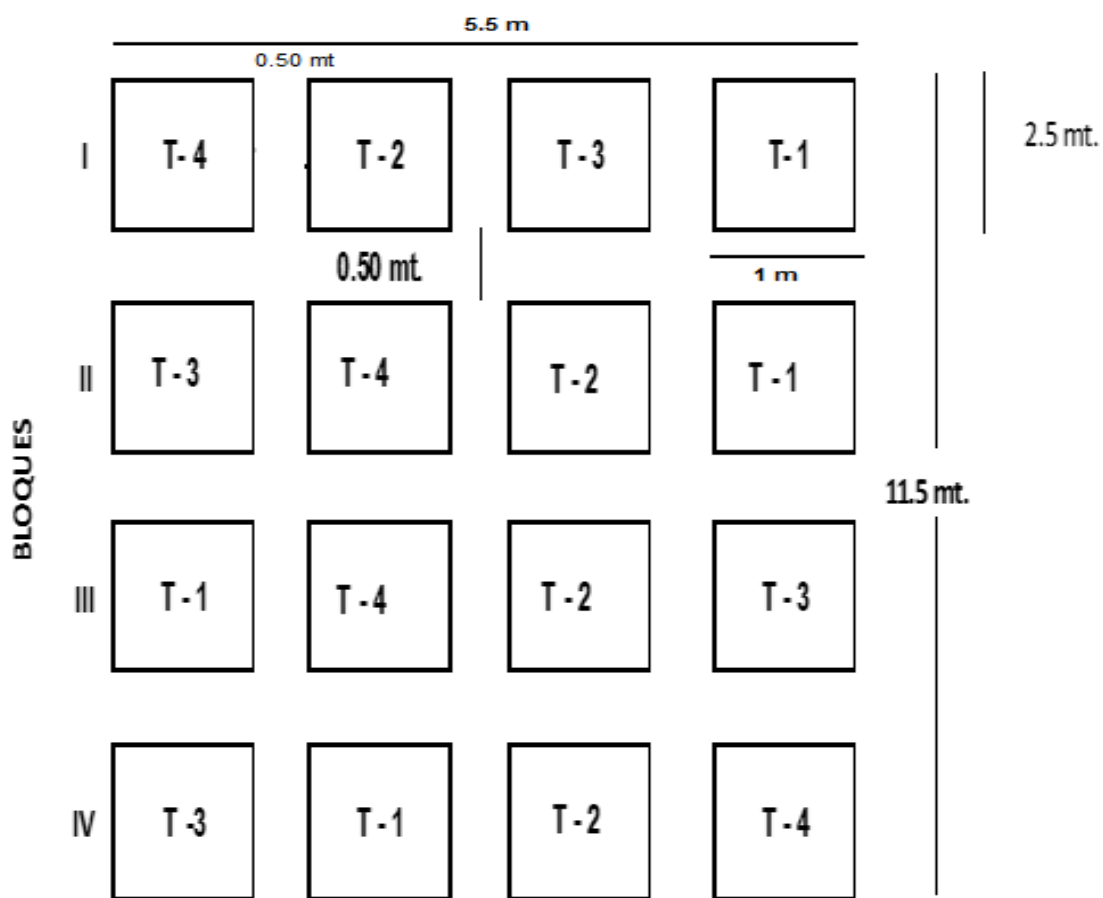 5.5 m
0.50 mt
I T- 4 T - 2 T - 3 T-1 2.5 mt.
0.50 mt. 1 m
II T - 3 T - 4 T - 2 T - 1
BLOQUES
11.5 mt.
III T - 1 T - 4 T - 2 T - 3
IV T -3 T - 1 T - 2 T - 4